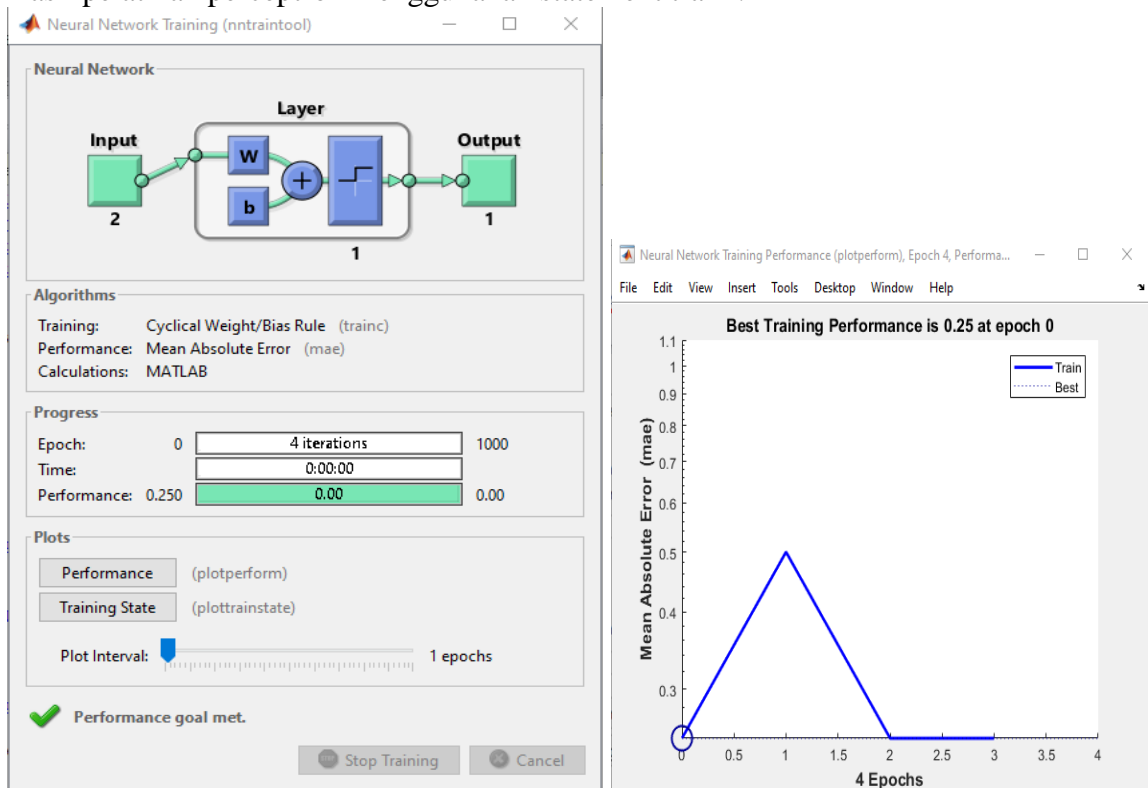 Neural Network Training (nntraintool)
Neural Network
Layer
Input
Output
W
b
2
1
1
Algorithms
Training: Cyclical Weight/Bias Rule (trainc)
Performance: Mean Absolute Error (mae)
Calculations: MATLAB
Progress
Epoch: 0 4 iterations 1000
Time: 0:00:00
Performance: 0.250 0.00 0.00
Plots
Performance (plotperform)
Training State (plottrainstate)
Plot Interval: 1 epochs
Performance goal met.
Stop Training Cancel
Neural Network Training Performance (plotperform), Epoch 4, Performa...
File Edit View Insert Tools Desktop Window Help
Best Training Performance is 0.25 at epoch 0
Train
Best
1.1
1
0.9
0.8
0.7
0.6
0.5
0.4
0.3
Mean Absolute Error (mae)
0 0.5 1 1.5 2 2.5 3 3.5 4
4 Epochs